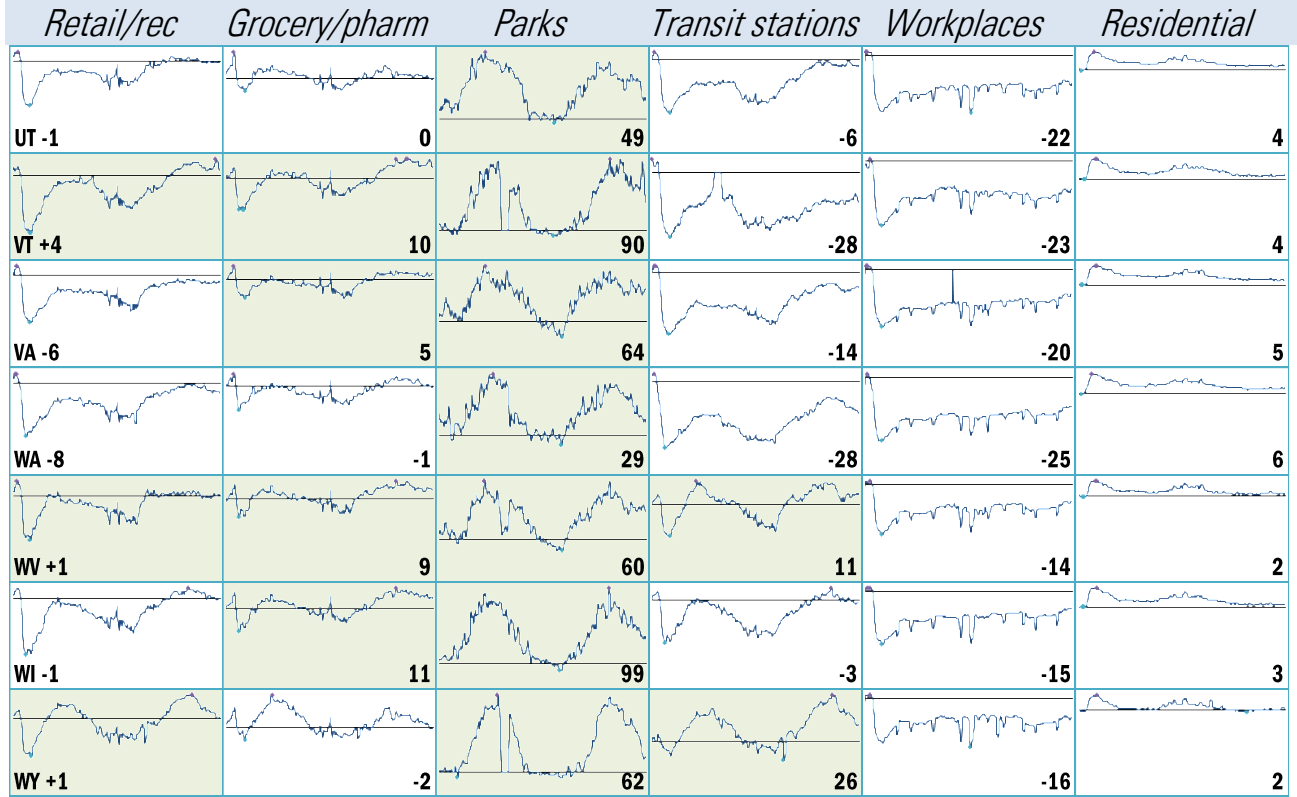 Retail/rec Grocery/pharm Parks Transit stations Workplaces Residential
UT -1 0 49 -6 -22 4
VT +4 10 90 -28 -23 4
VA -6 5 64 -14 -20 5
WA -8 -1 29 -28 -25 6
WV +1 9 60 11 -14 2
WI -1 11 99 -3 -15 3
WY +1 -2 62 26 -16 2